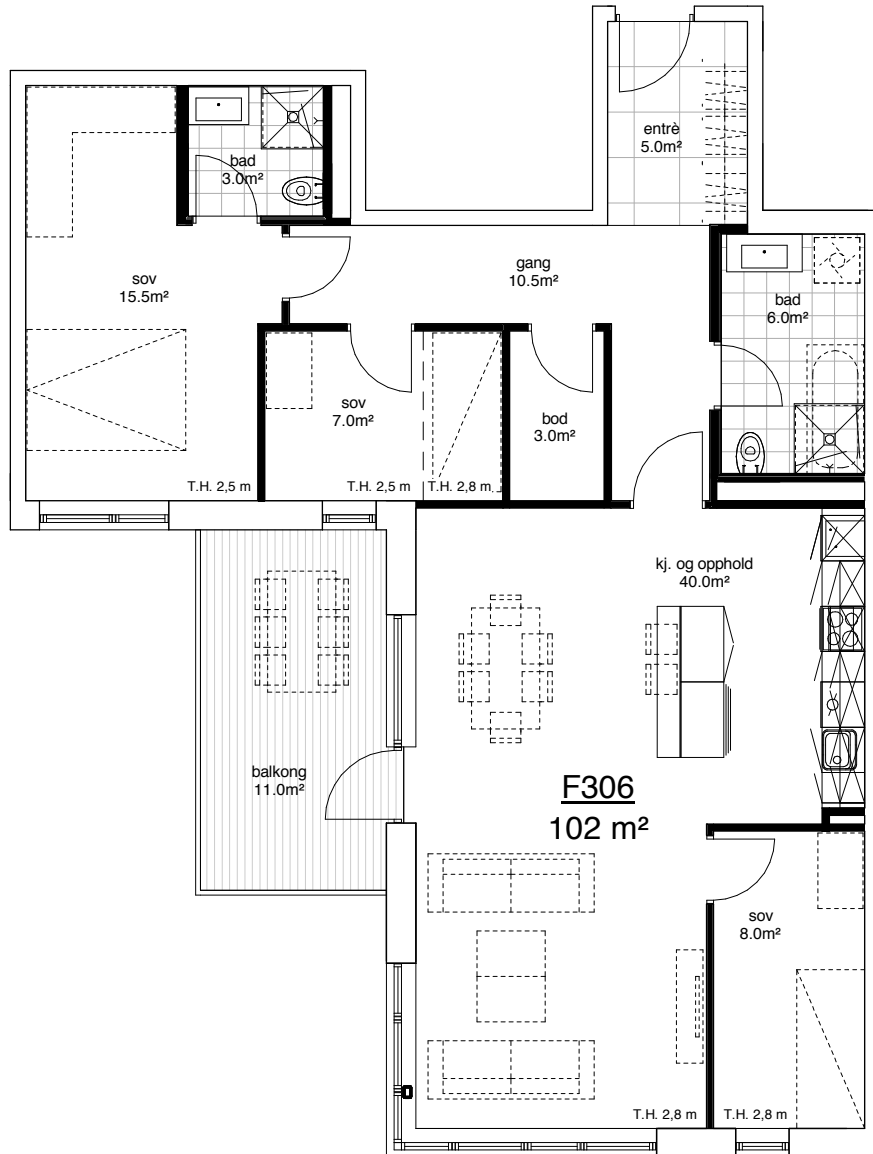 entrè
5.0m²
bad
3.0m²
sov
15.5m²
gang
10.5m²
bad
6.0m²
sov
7.0m²
bod
3.0m²
T.H. 2,5 m
T.H. 2,5 m
T.H. 2,8 m
kj. og opphold
40.0m²
balkong
11.0m²
F306
102 m²
sov
8.0m²
T.H. 2,8 m
T.H. 2,8 m